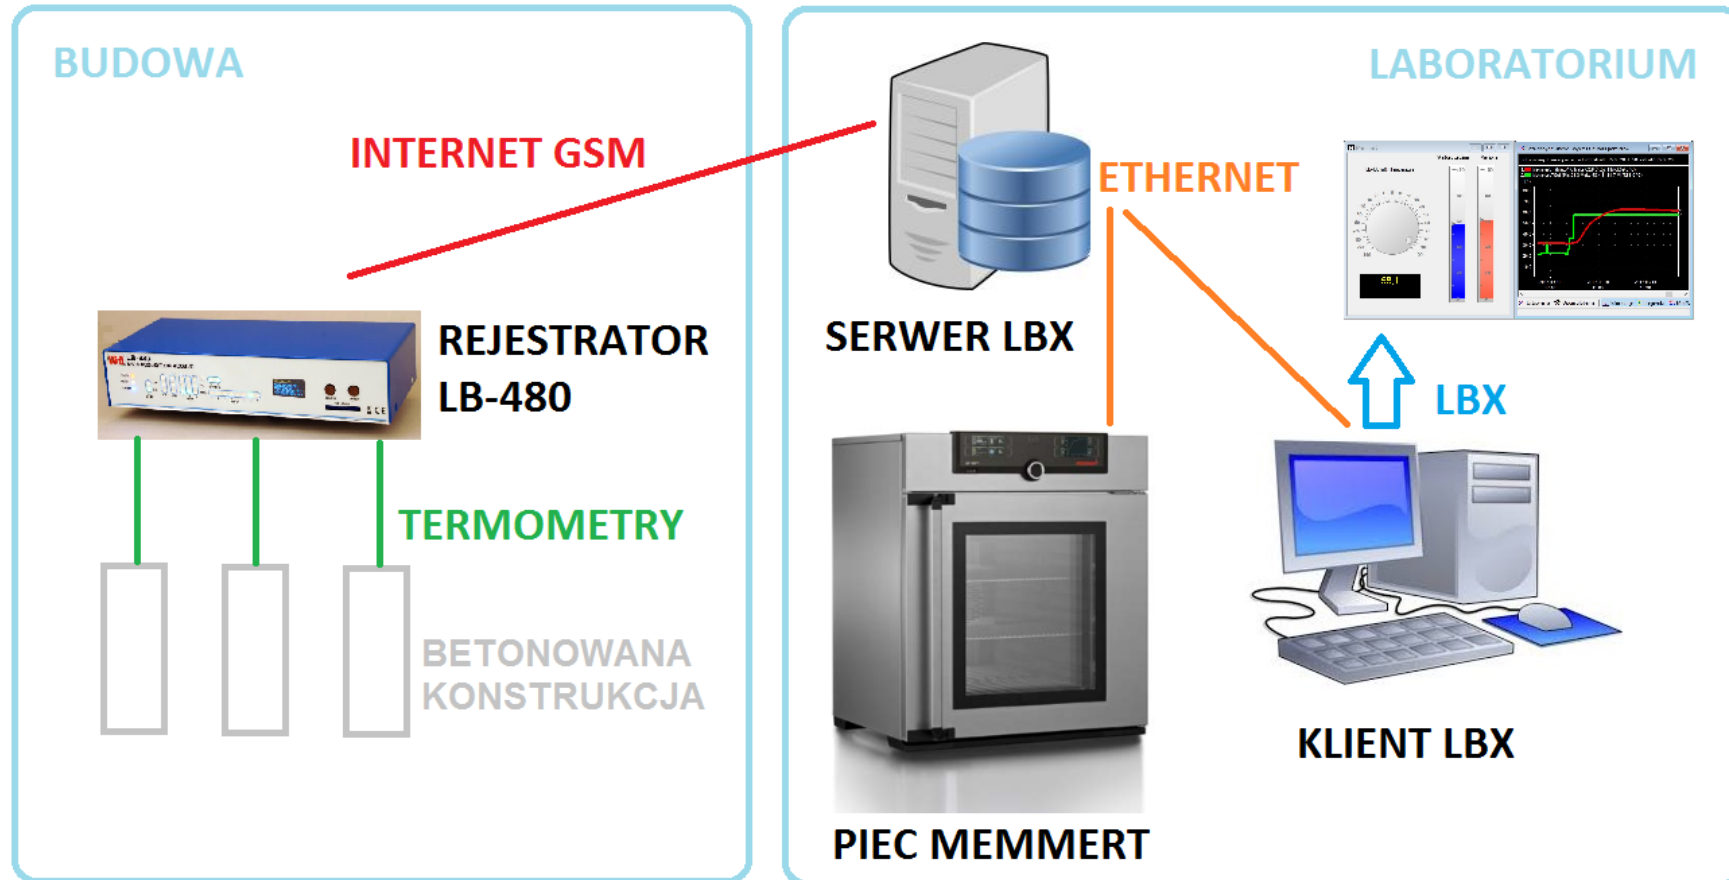 BUDOWA
LABORATORIUM
INTERNET GSM
ETHERNET
REJESTRATOR
LB-480
SERWER LBX
LBX
TERMOMETRY
BETONOWANA
KONSTRUKCJA
KLIENT LBX
PIEC MEMMERT